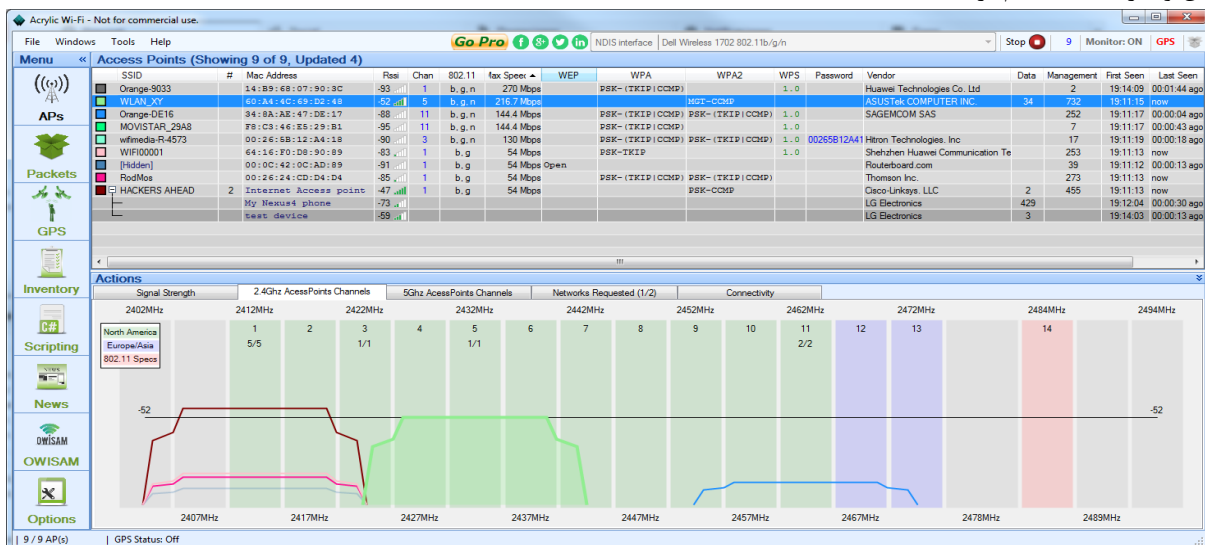 Acrylic Wi-Fi - Not for commercial use.
File Windows Tools Help Go Pro NDIS interface Dell Wireless 1702 802.11b/g/n Stop 9 Monitor: ON GPS
Menu « Access Points (Showing 9 of 9, Updated 4)
SSID # Mac Address Rssi Chan 802.11 WEP WPA WPA2 WPS Password Vendor Data Management First Seen Last Seen
Orange-9033 14:B9:68:07:90:3C -93 1 b, g, n 270 Mbps PSK-(TKIP|CCMP) 1.0 Huawei Technologies Co. Ltd 2 19:14:09 00:01:44 ago
WLAN_XY 60:A4:4C:69:D2:48 -52 5 b, g, n 216.7 Mbps MGT-CCMP ASUSTek COMPUTER INC. 34 732 19:11:15 now
Orange-DE16 34:8A:AE:47:DE:17 -88 11 b, g, n 144.4 Mbps PSK-(TKIP|CCMP) PSK-(TKIP|CCMP) 1.0 SAGEMCOM SAS 252 19:11:17 00:00:04 ago
MOVISTAR_29A8 F8:C3:46:E5:29:B1 -95 11 b, g, n 144.4 Mbps 1.0 7 19:11:17 00:00:43 ago
wfimedia-R-4573 00:26:5B:12:A4:18 -90 3 b, g, n 130 Mbps PSK-(TKIP|CCMP) PSK-(TKIP|CCMP) 1.0 00265B12A41 Hitron Technologies. Inc 17 19:11:19 00:00:18 ago
WIFI00001 64:16:F0:D8:90:89 -83 1 b, g 54 Mbps PSK-TKIP 1.0 Shehzhen Huawei Communication Te 253 19:11:13 now
[Hidden] 00:0C:42:0C:AD:89 -91 1 b, g 54 Mbps Open Routerboard.com 39 19:11:12 00:00:13 ago
RodMos 00:26:24:CD:D4:D4 -85 1 b, g 54 Mbps PSK-(TKIP|CCMP) PSK-(TKIP|CCMP) Thomson Inc. 273 19:11:13 now
HACKERS AHEAD 2 Internet Access point -47 1 b, g 54 Mbps PSK-CCMP Cisco-Linksys. LLC 2 455 19:11:13 now
My Nexus4 phone -73 LG Electronics 429 19:12:04 00:00:30 ago
test device -59 LG Electronics 3 19:14:03 00:00:13 ago
APs
Packets
GPS
Inventory
C#
Scripting
NEWS
News
OWISAM
OWISAM
Options
Actions
Signal Strength 2.4Ghz AcessPoints Channels 5Ghz AcessPoints Channels Networks Requested (1/2) Connectivity
2402MHz 2412MHz 2422MHz 2432MHz 2442MHz 2452MHz 2462MHz 2472MHz 2484MHz 2494MHz
North America 1 2 3 4 5 6 7 8 9 10 11 12 13 14
Europe/Asia 5/5 1/1 1/1 2/2
802.11 Specs
-52 -52
2407MHz 2417MHz 2427MHz 2437MHz 2447MHz 2457MHz 2467MHz 2478MHz 2489MHz
9 / 9 AP(s) GPS Status: Off